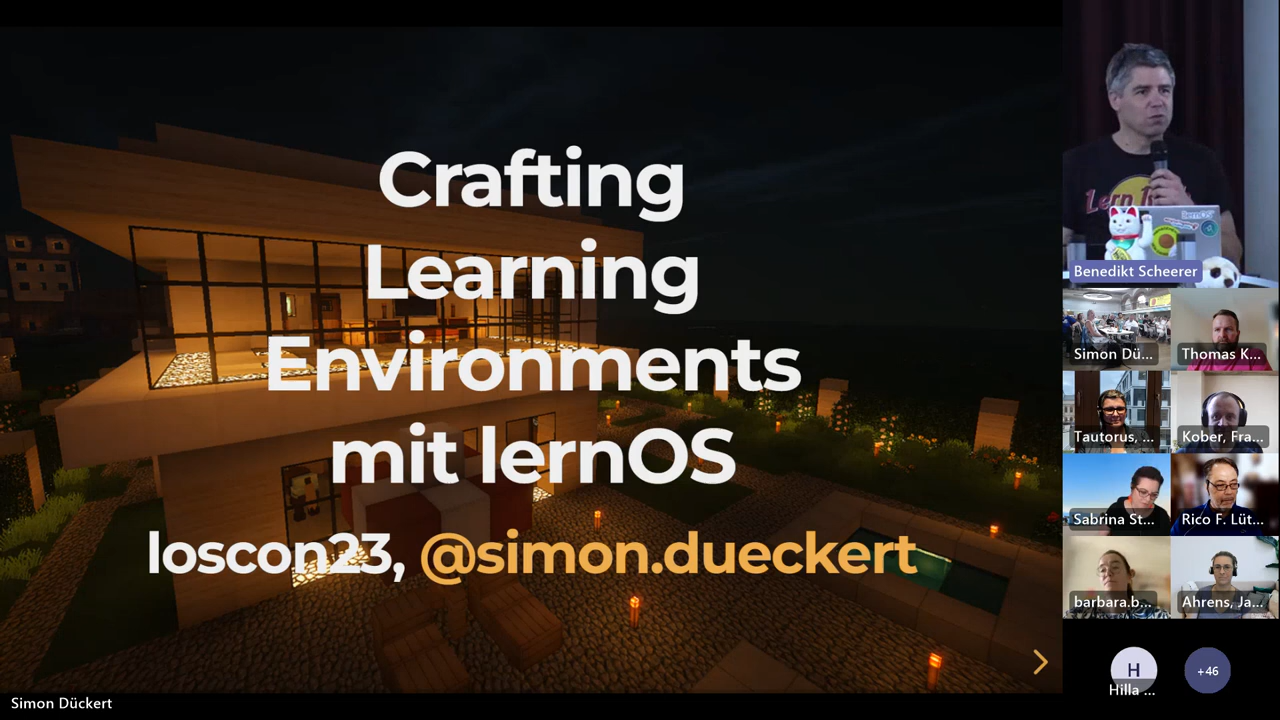 Crafting
Learning
Environments
mit lernOS
loscon23, @simon.dueckert
Simon Dückert
lernOS
Benedikt Scheerer
Simon Dü...
Thomas K...
Tautorus, ...
Kober, Fra...
Sabrina St...
Rico F. Lüt...
barbara.b...
Ahrens, Ja...
H
Hilla ...
+46